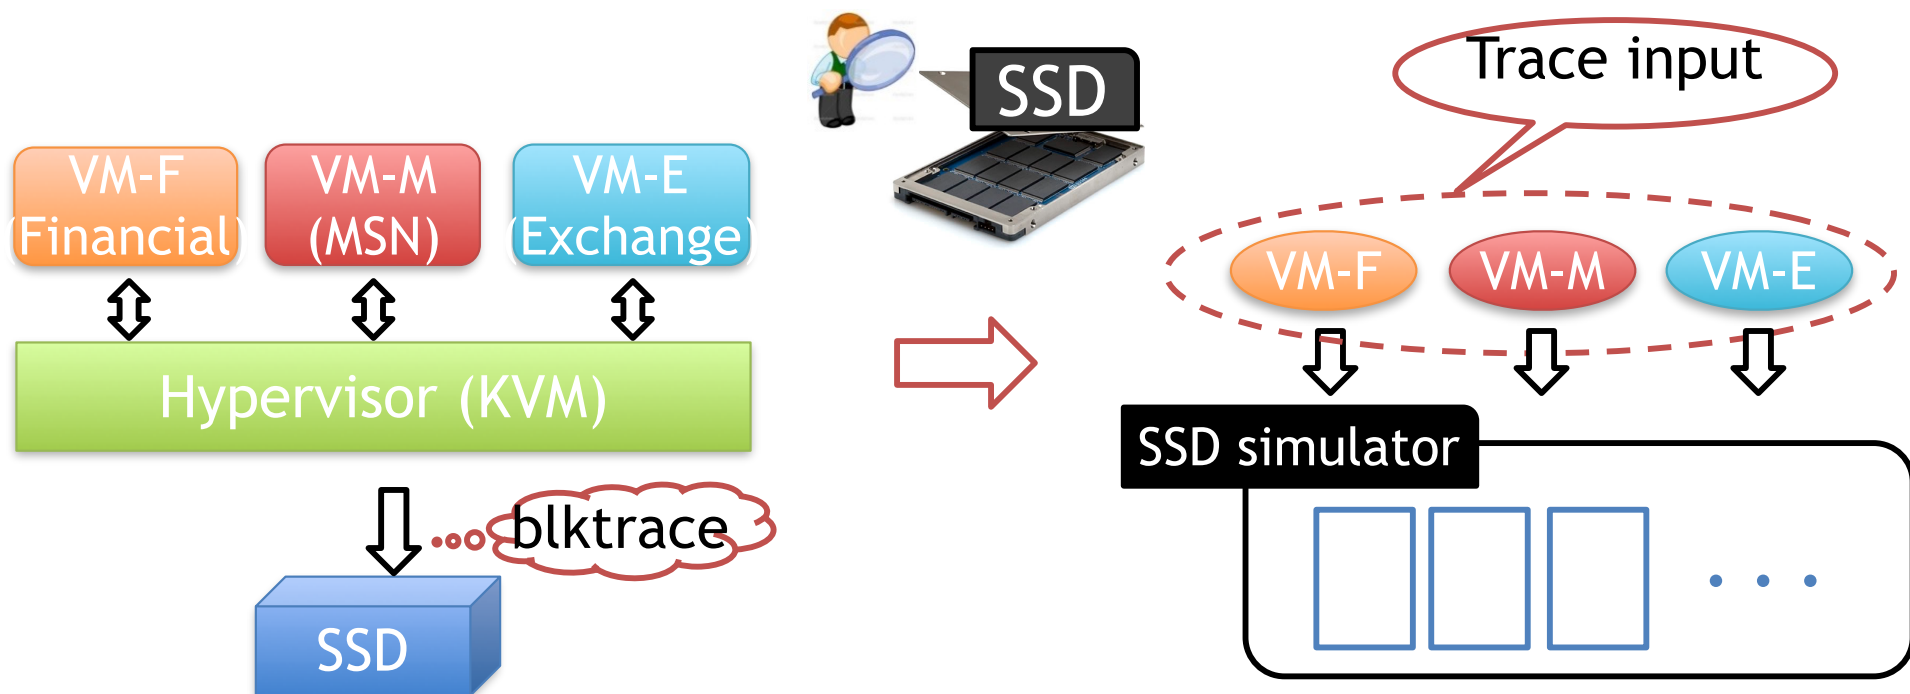 SSD
Trace input
VM-F
(Financial)
VM-M
(MSN)
VM-E
(Exchange)
VM-F
VM-M
VM-E
Hypervisor (KVM)
SSD simulator
blktrace
SSD